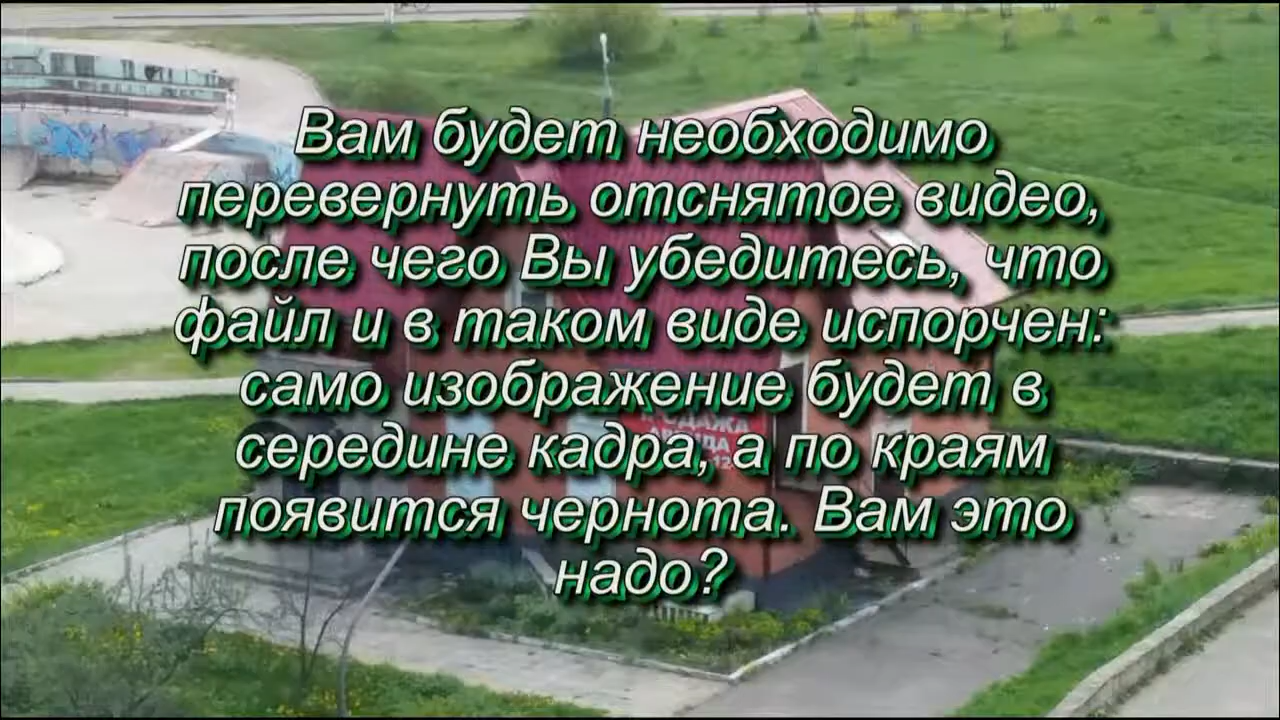 Вам будет необходимо
перевернуть отснятое видео,
после чего Вы убедитесь, что
файл и в таком виде испорчен:
само изображение будет в
середине кадра, а по краям
появится чернота. Вам это
надо?